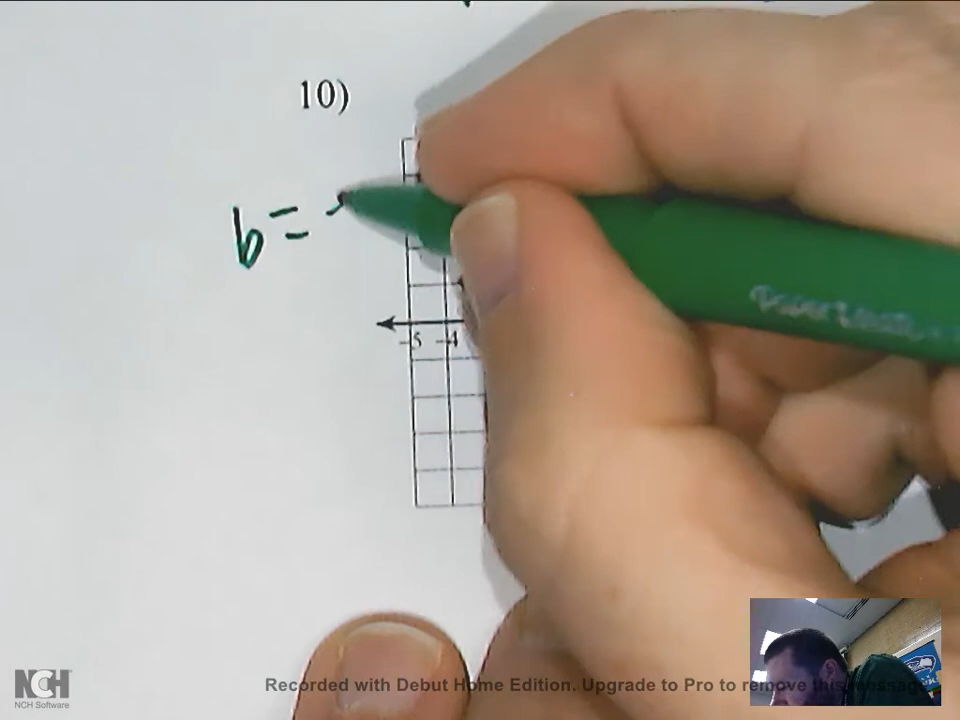 10)
b =
-5 -4
NCH
NCH Software
Recorded with Debut Home Edition. Upgrade to Pro to remove this message